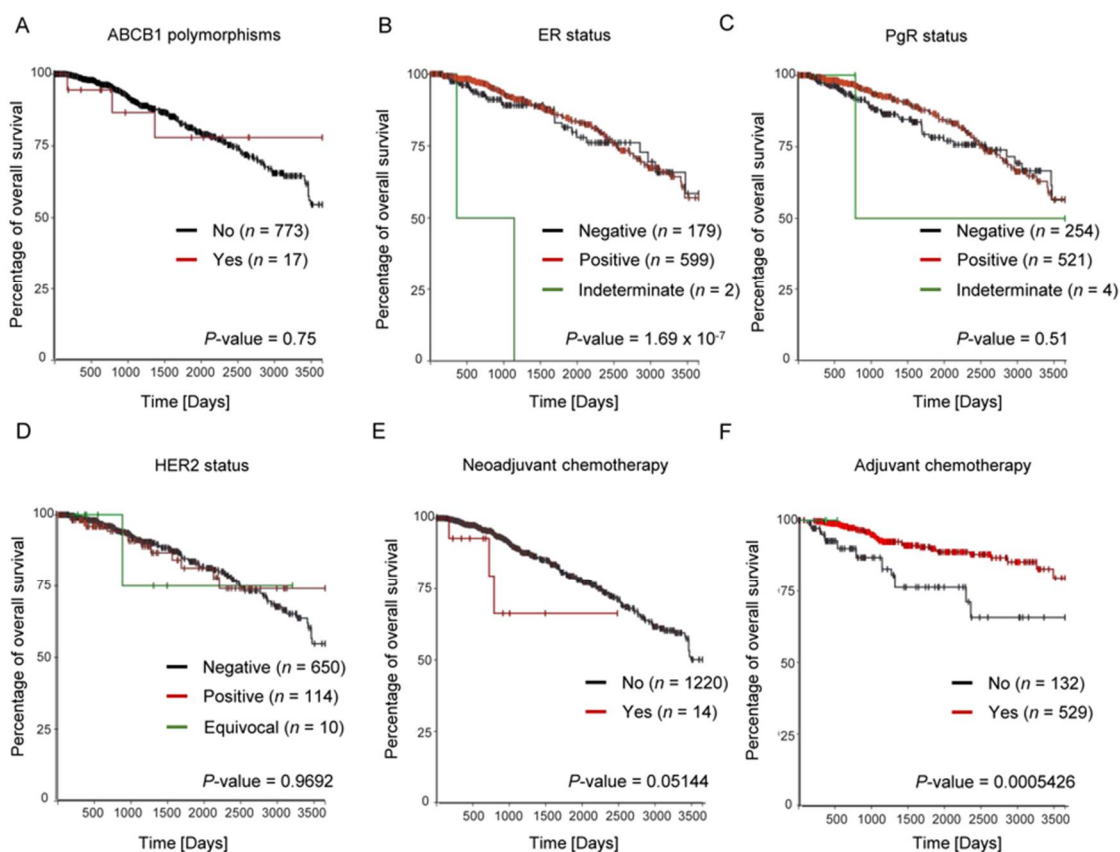 A
ABCB1 polymorphisms
Percentage of overall survival
100
75
50
25
0
No (n = 773)
Yes (n = 17)
P-value = 0.75
500 1000 1500 2000 2500 3000 3500
Time [Days]
B
ER status
Percentage of overall survival
100
75
50
25
0
Negative (n = 179)
Positive (n = 599)
Indeterminate (n = 2)
P-value = 1.69 x 10-7
500 1000 1500 2000 2500 3000 3500
Time [Days]
C
PgR status
Percentage of overall survival
100
75
50
25
0
Negative (n = 254)
Positive (n = 521)
Indeterminate (n = 4)
P-value = 0.51
500 1000 1500 2000 2500 3000 3500
Time [Days]
D
HER2 status
Percentage of overall survival
100
75
50
25
0
Negative (n = 650)
Positive (n = 114)
Equivocal (n = 10)
P-value = 0.9692
500 1000 1500 2000 2500 3000 3500
Time [Days]
E
Neoadjuvant chemotherapy
Percentage of overall survival
100
75
50
25
0
No (n = 1220)
Yes (n = 14)
P-value = 0.05144
500 1000 1500 2000 2500 3000 3500
Time [Days]
F
Adjuvant chemotherapy
Percentage of overall survival
100
75
50
25
0
No (n = 132)
Yes (n = 529)
P-value = 0.0005426
500 1000 1500 2000 2500 3000 3500
Time [Days]